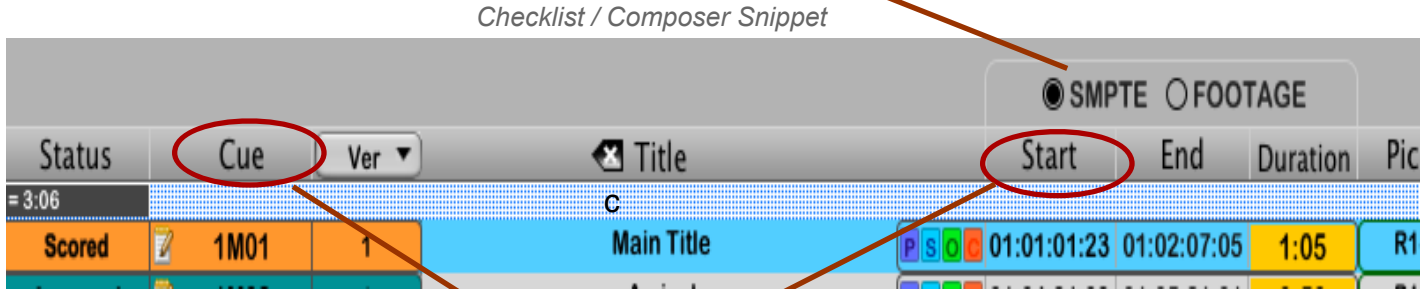 Checklist / Composer Snippet
SMPTE FOOTAGE
Status Cue Ver Title Start End Duration Pic
= 3:06 C
Scored 1M01 1 Main Title P S O C 01:01:01:23 01:02:07:05 1:05 R1